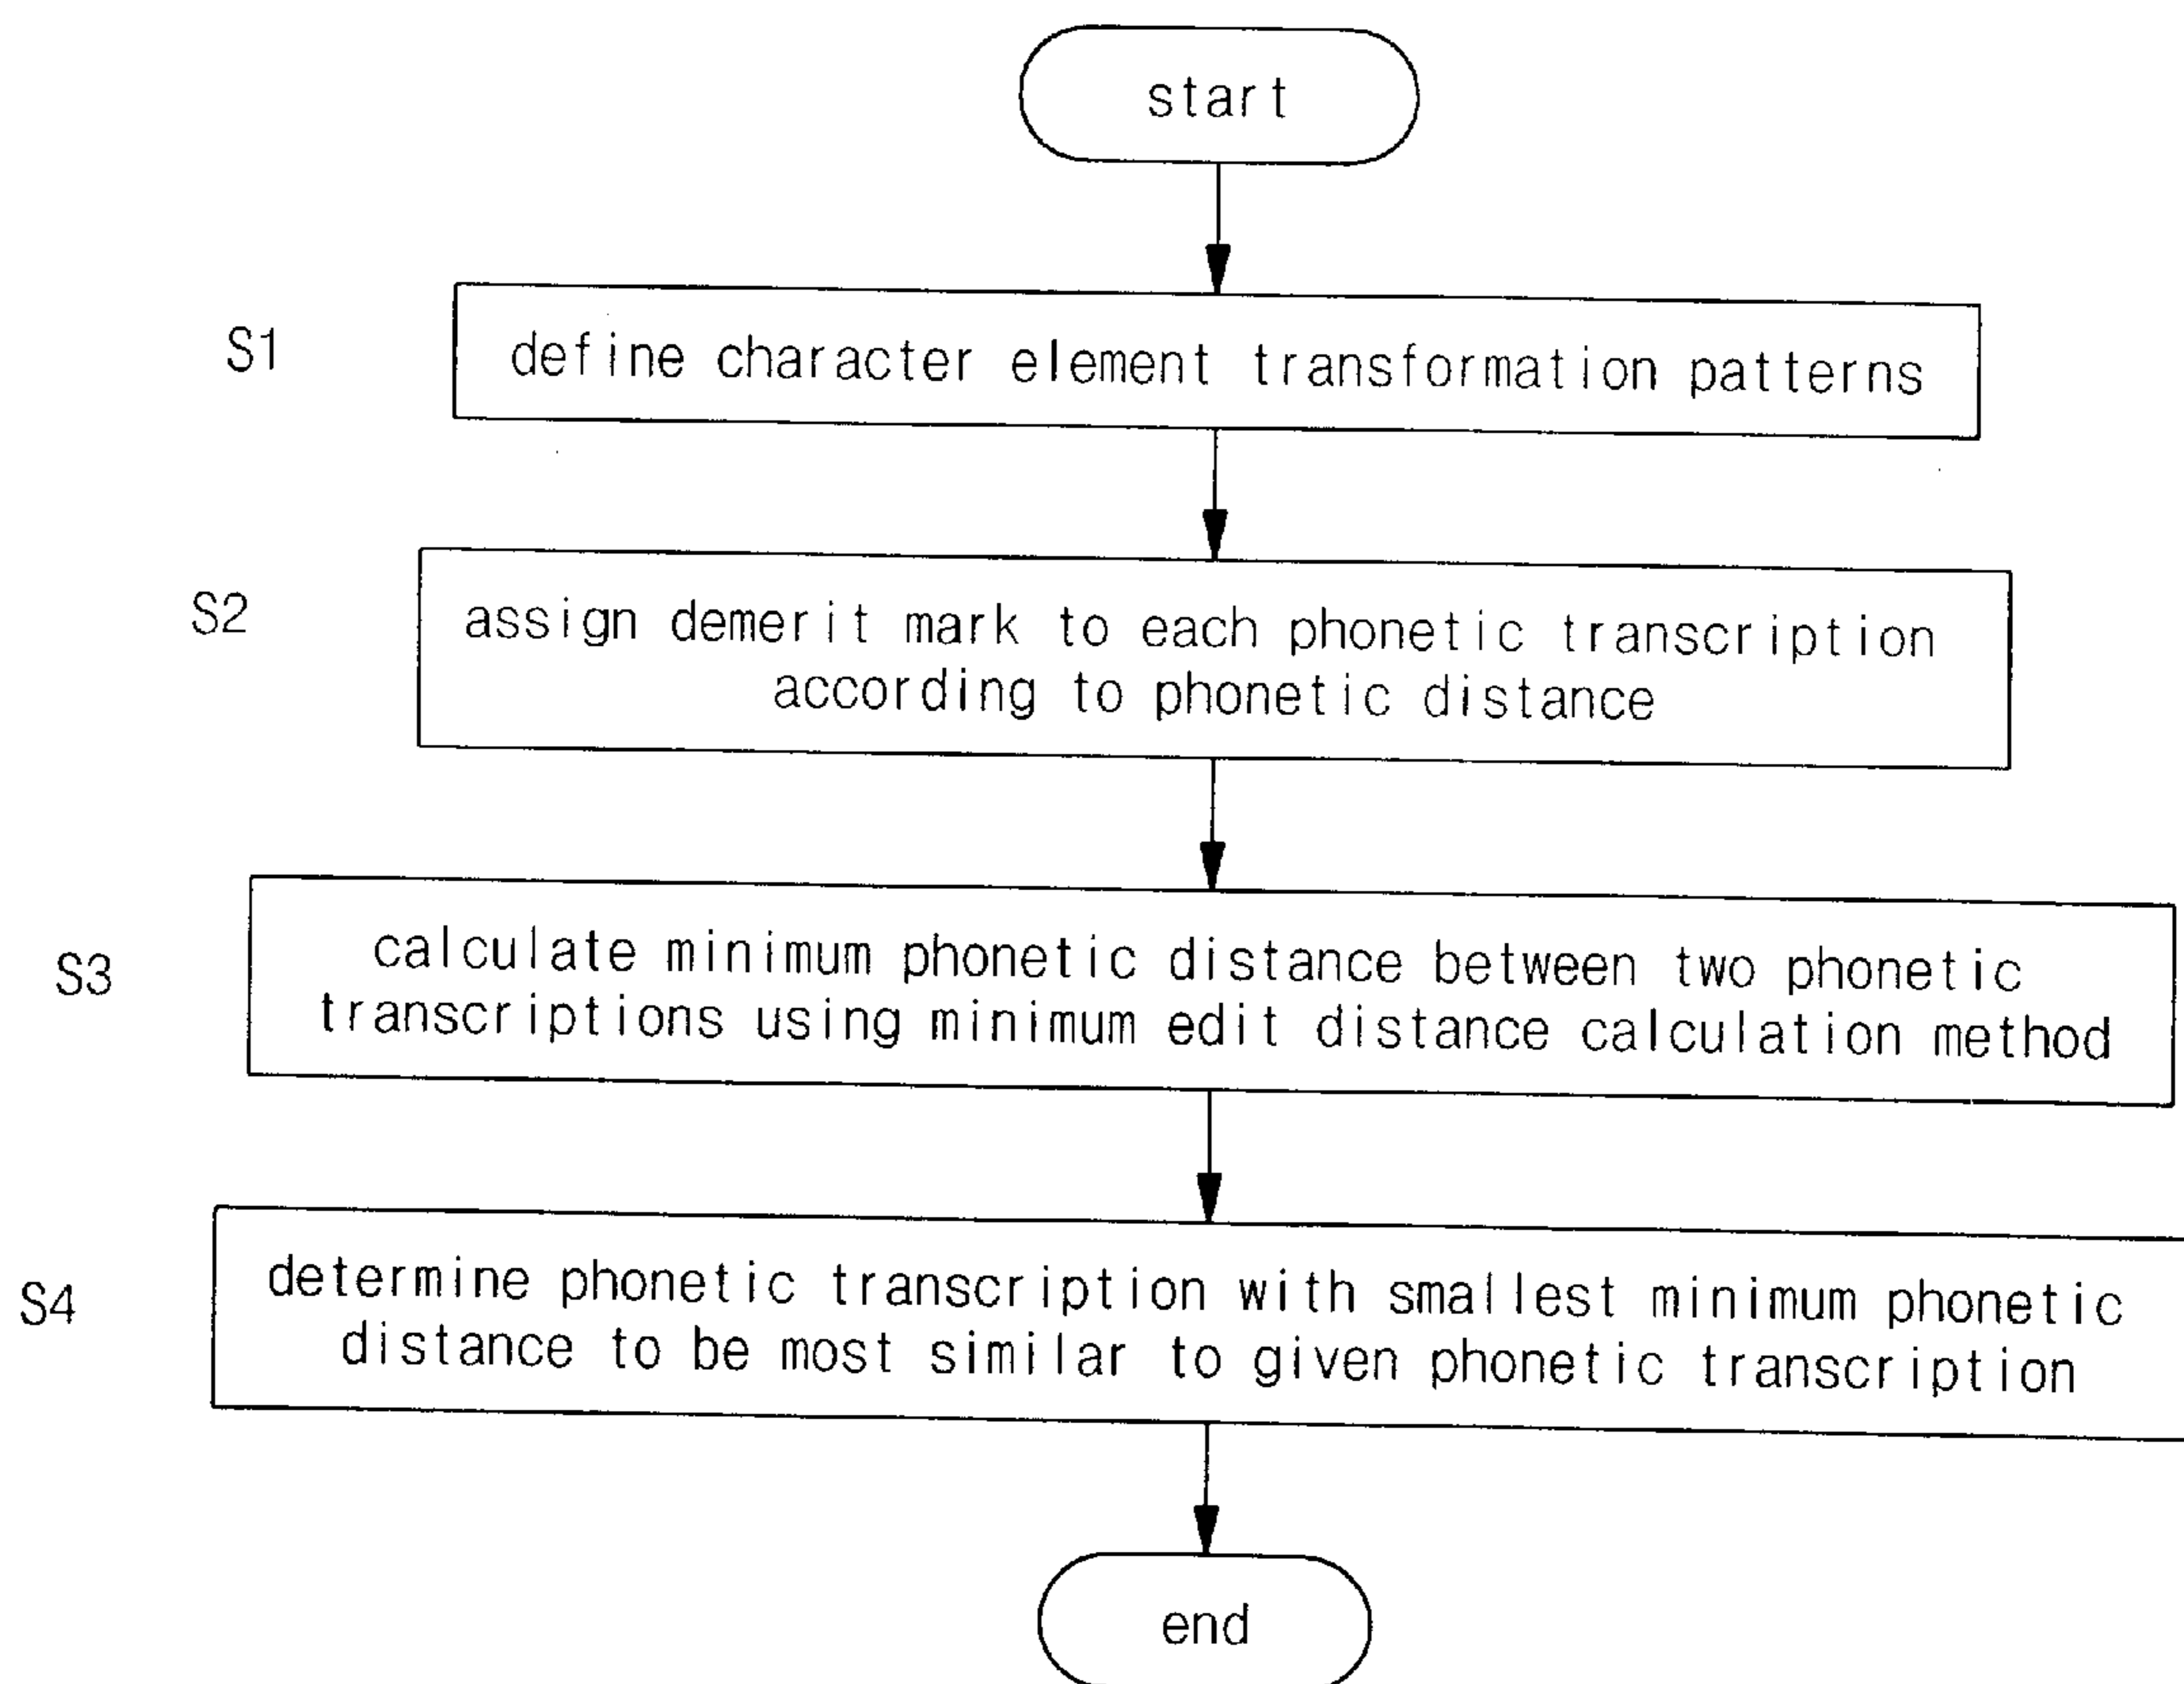 start
S1
define character element transformation patterns
S2
assign demerit mark to each phonetic transcription
according to phonetic distance
S3
calculate minimum phonetic distance between two phonetic
transcriptions using minimum edit distance calculation method
S4
determine phonetic transcription with smallest minimum phonetic
distance to be most similar to given phonetic transcription
end